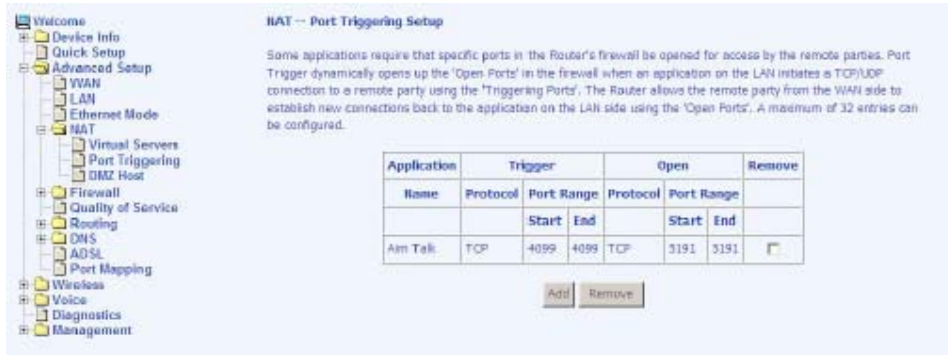 Welcome
Device Info
Quick Setup
Advanced Setup
WAN
LAN
Ethernet Mode
NAT
Virtual Servers
Port Triggering
DMZ Host
Firewall
Quality of Service
Routing
DNS
ADSL
Port Mapping
Wireless
Voice
Diagnostics
Management
NAT -- Port Triggering Setup
Some applications require that specific ports in the Router's firewall be opened for access by the remote parties. Port
Trigger dynamically opens up the 'Open Ports' in the firewall when an application on the LAN initiates a TCP/UDP
connection to a remote party using the 'Triggering Ports'. The Router allows the remote party from the WAN side to
establish new connections back to the application on the LAN side using the 'Open Ports'. A maximum of 32 entries can
be configured.
Application Trigger Open Remove
Name Protocol Port Range Protocol Port Range
Start End Start End
Aim Talk TCP 4099 4099 TCP 5191 5191
Add Remove